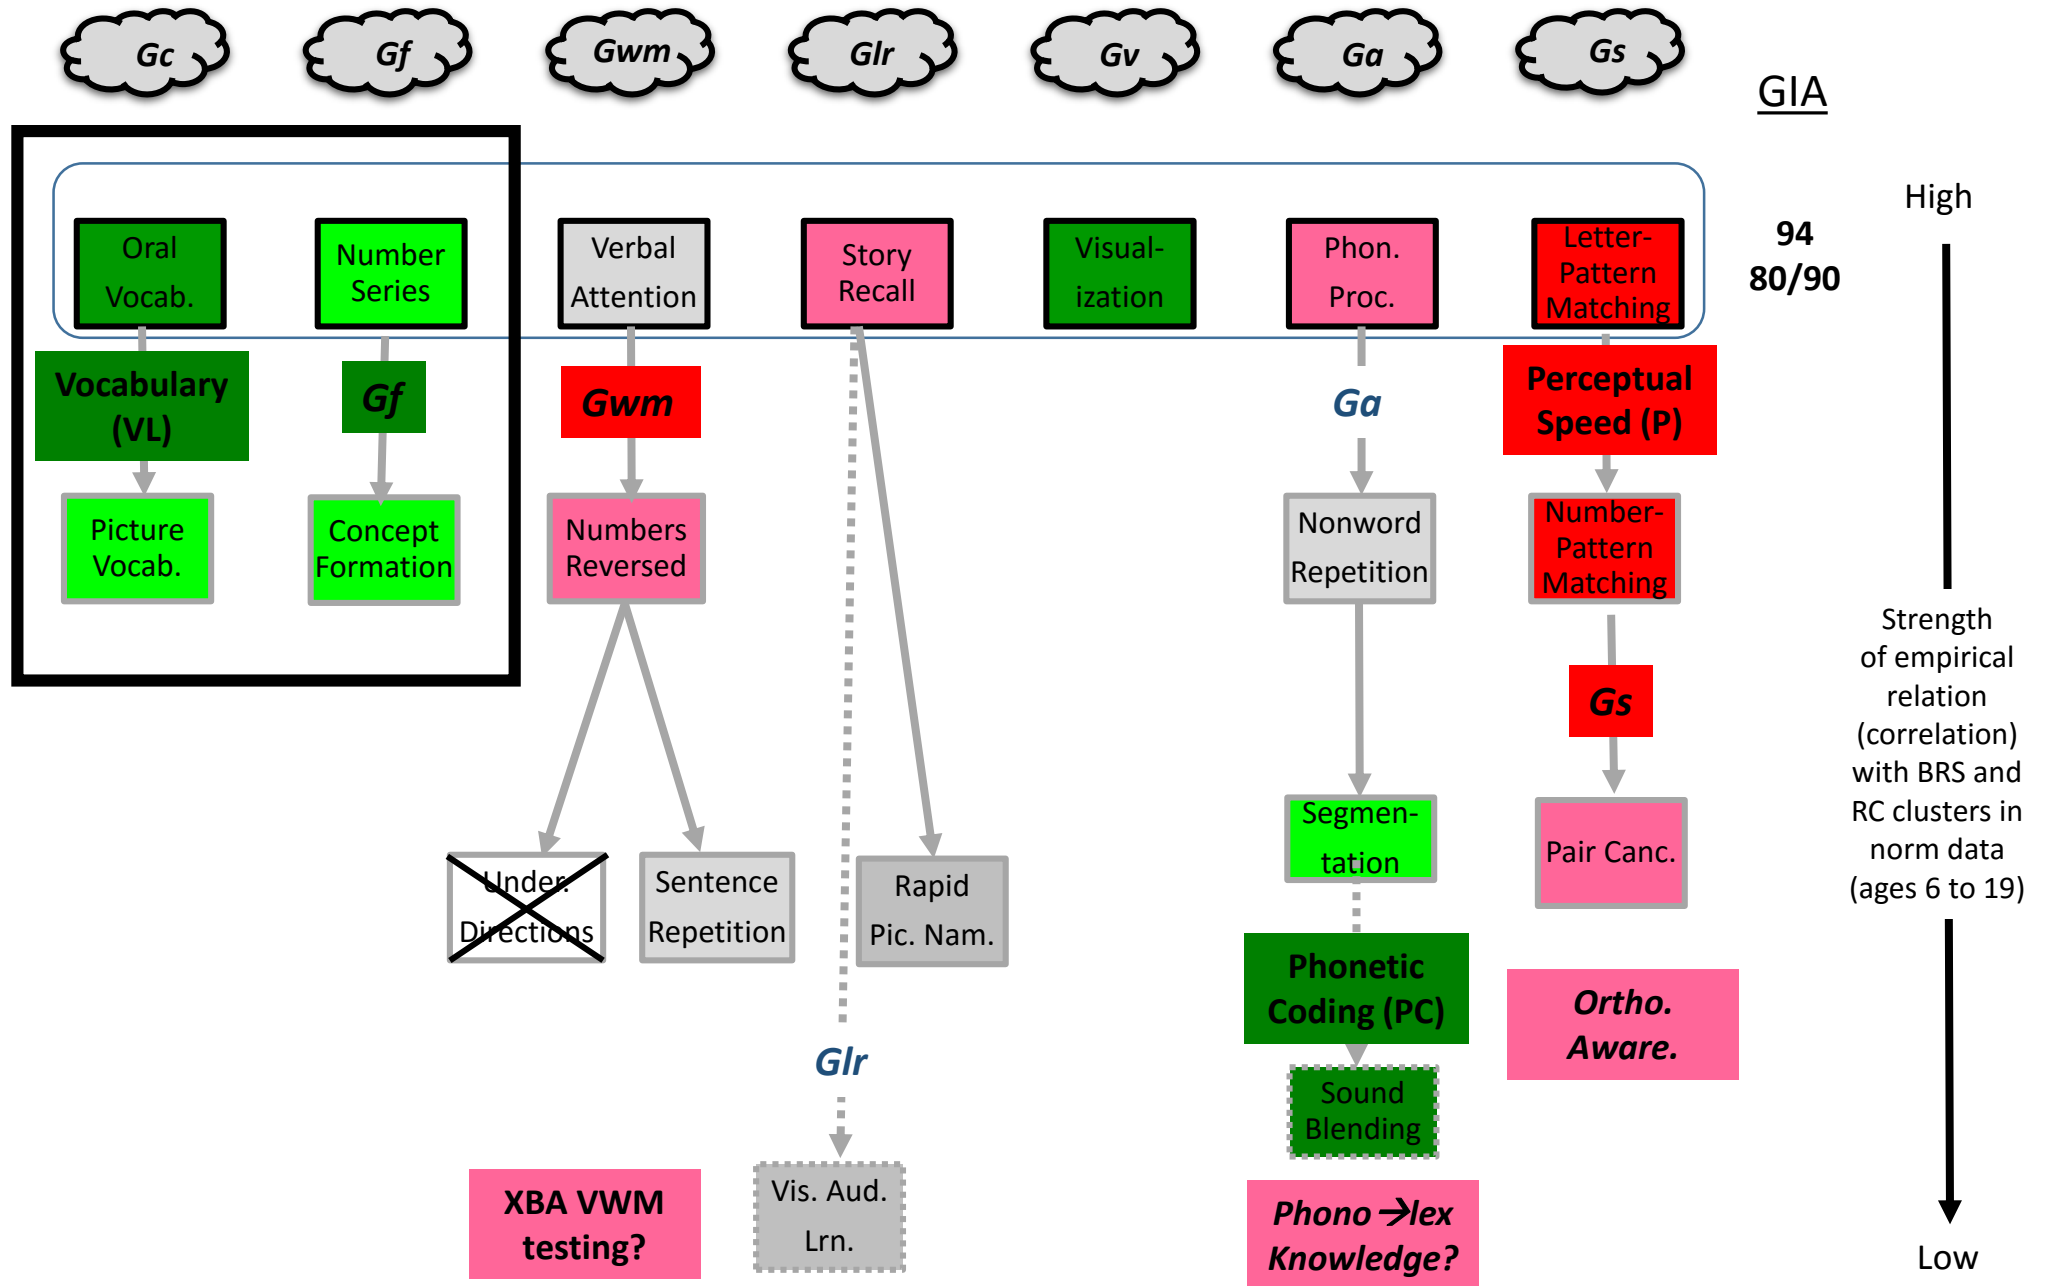 Gc
Gf
Gwm
Glr
Gv
Ga
Gs
GIA
Oral
Vocab.
Number
Series
Verbal
Attention
Story
Recall
Visual-
ization
Phon.
Proc.
Letter-
Pattern
Matching
94
80/90
High
Vocabulary
(VL)
Gf
Gwm
Ga
Perceptual
Speed (P)
Picture
Vocab.
Concept
Formation
Numbers
Reversed
Nonword
Repetition
Number-
Pattern
Matching
Gs
Strength
of empirical
relation
(correlation)
with BRS and
RC clusters in
norm data
(ages 6 to 19)
Under.
Directions
Sentence
Repetition
Rapid
Pic. Nam.
Segmen-
tation
Pair Canc.
Phonetic
Coding (PC)
Ortho.
Aware.
Glr
Sound
Blending
XBA VWM
testing?
Vis. Aud.
Lrn.
Phono→lex
Knowledge?
Low